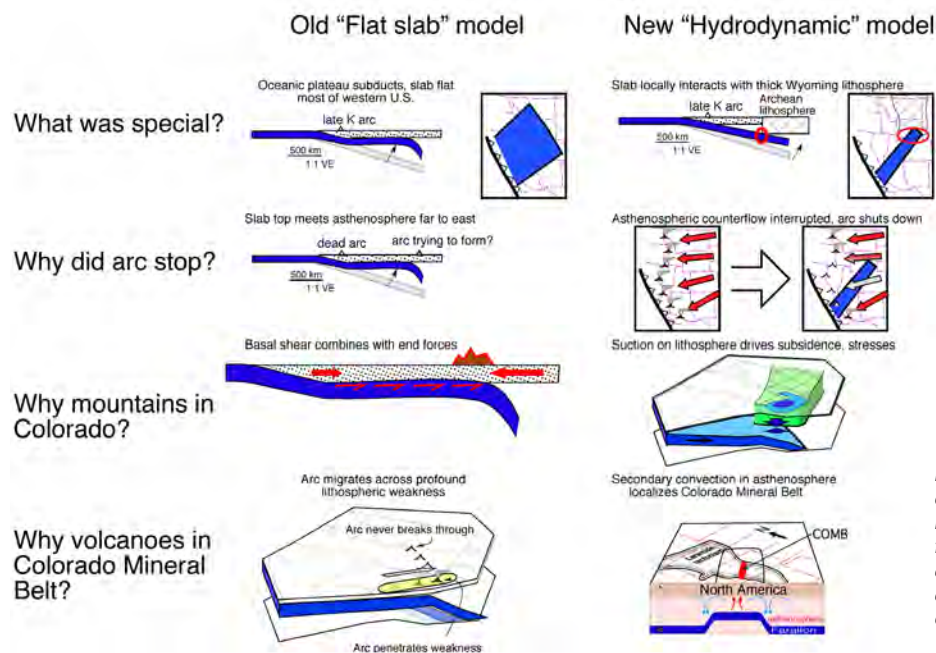 Old “Flat slab” model
New “Hydrodynamic” model
What was special?
Oceanic plateau subducts, slab flat
most of western U.S.
late K arc
500 km
1:1 VE
Slab locally interacts with thick Wyoming lithosphere
late K arc
Archean
lithosphere
500 km
1:1 VE
Why did arc stop?
Slab top meets asthenosphere far to east
dead arc
arc trying to form?
500 km
1:1 VE
Asthenospheric counterflow interrupted, arc shuts down
Why mountains in
Colorado?
Basal shear combines with end forces
Suction on lithosphere drives subsidence, stresses
Why volcanoes in
Colorado Mineral
Belt?
Arc migrates across profound
lithospheric weakness
Arc never breaks through
Arc penetrates weakness
Secondary convection in asthenosphere
localizes Colorado Mineral Belt
N
COMB
North America
asthenosphere
Farallon